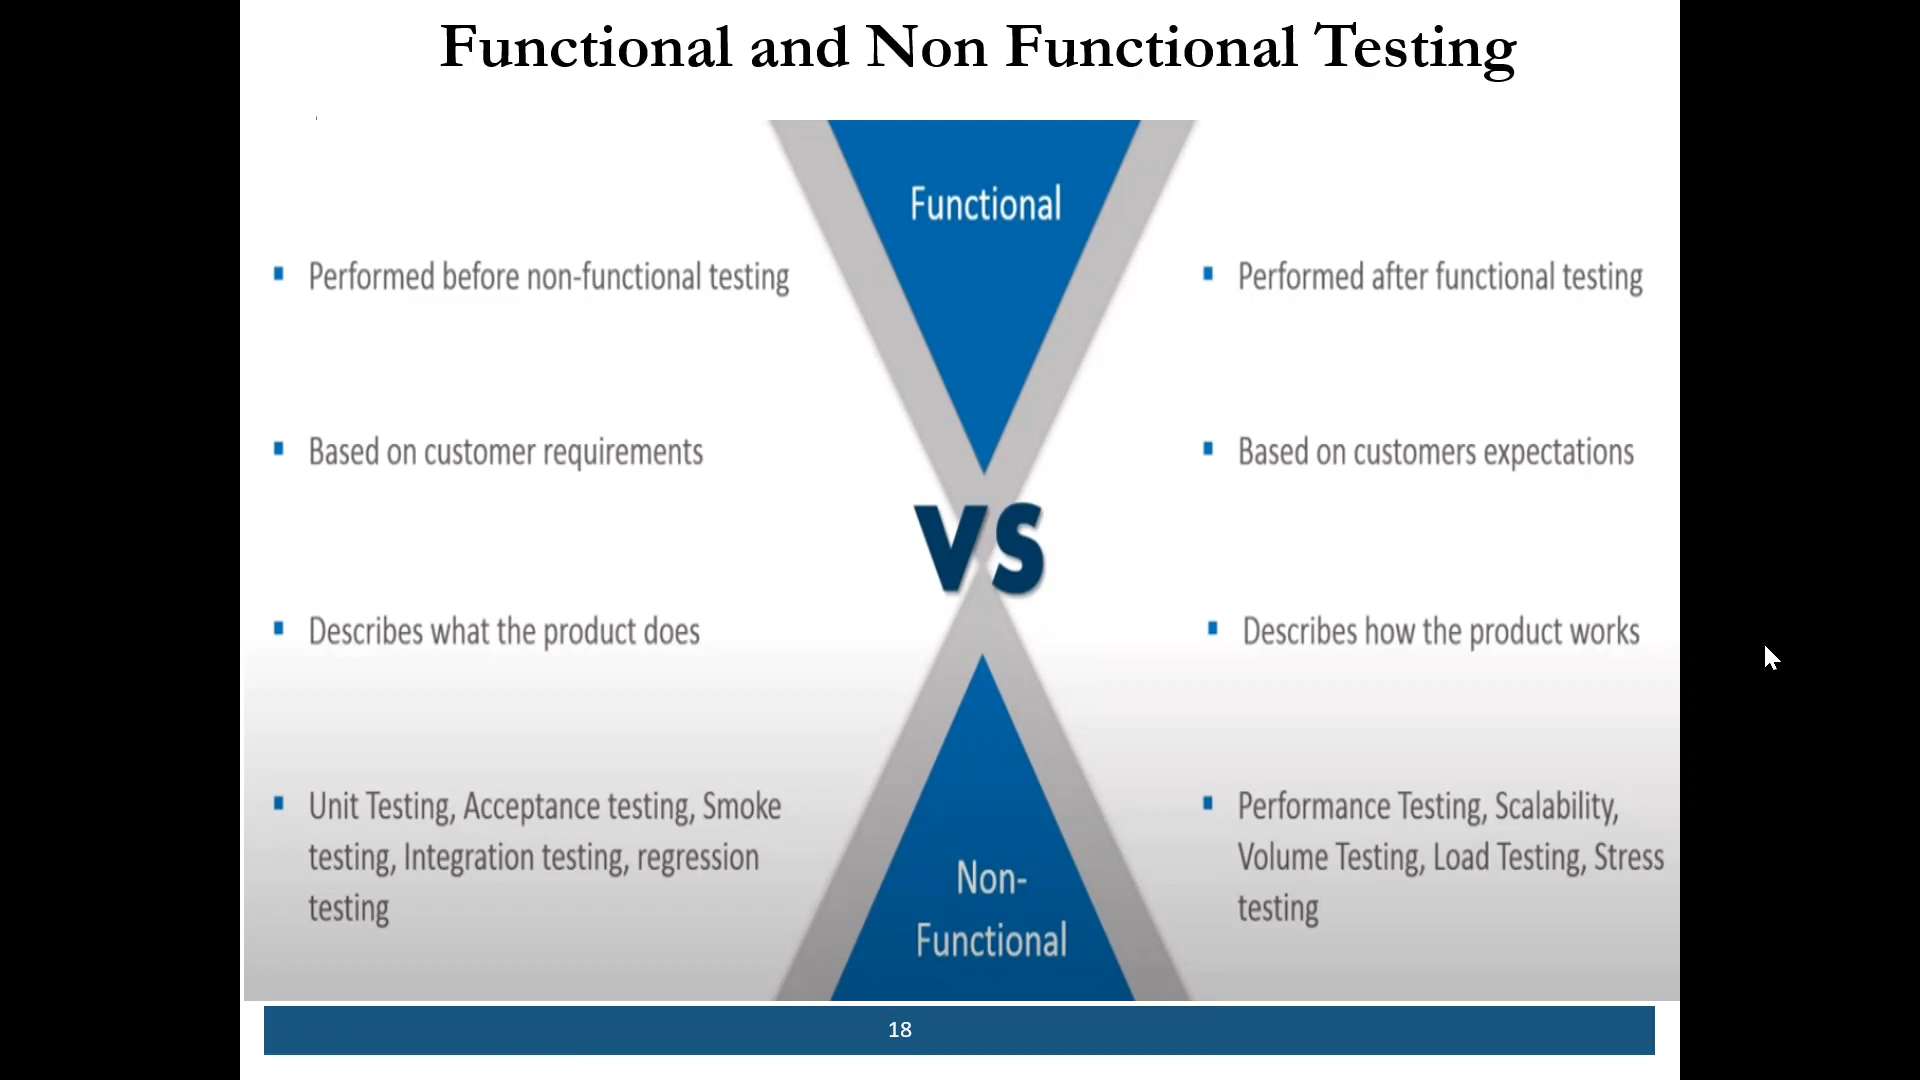 Functional and Non Functional Testing
Functional
Performed before non-functional testing
Based on customer requirements
Describes what the product does
Unit Testing, Acceptance testing, Smoke
testing, Integration testing, regression
testing
VS
Performed after functional testing
Based on customers expectations
Describes how the product works
Performance Testing, Scalability,
Volume Testing, Load Testing, Stress
testing
Non-
Functional
18